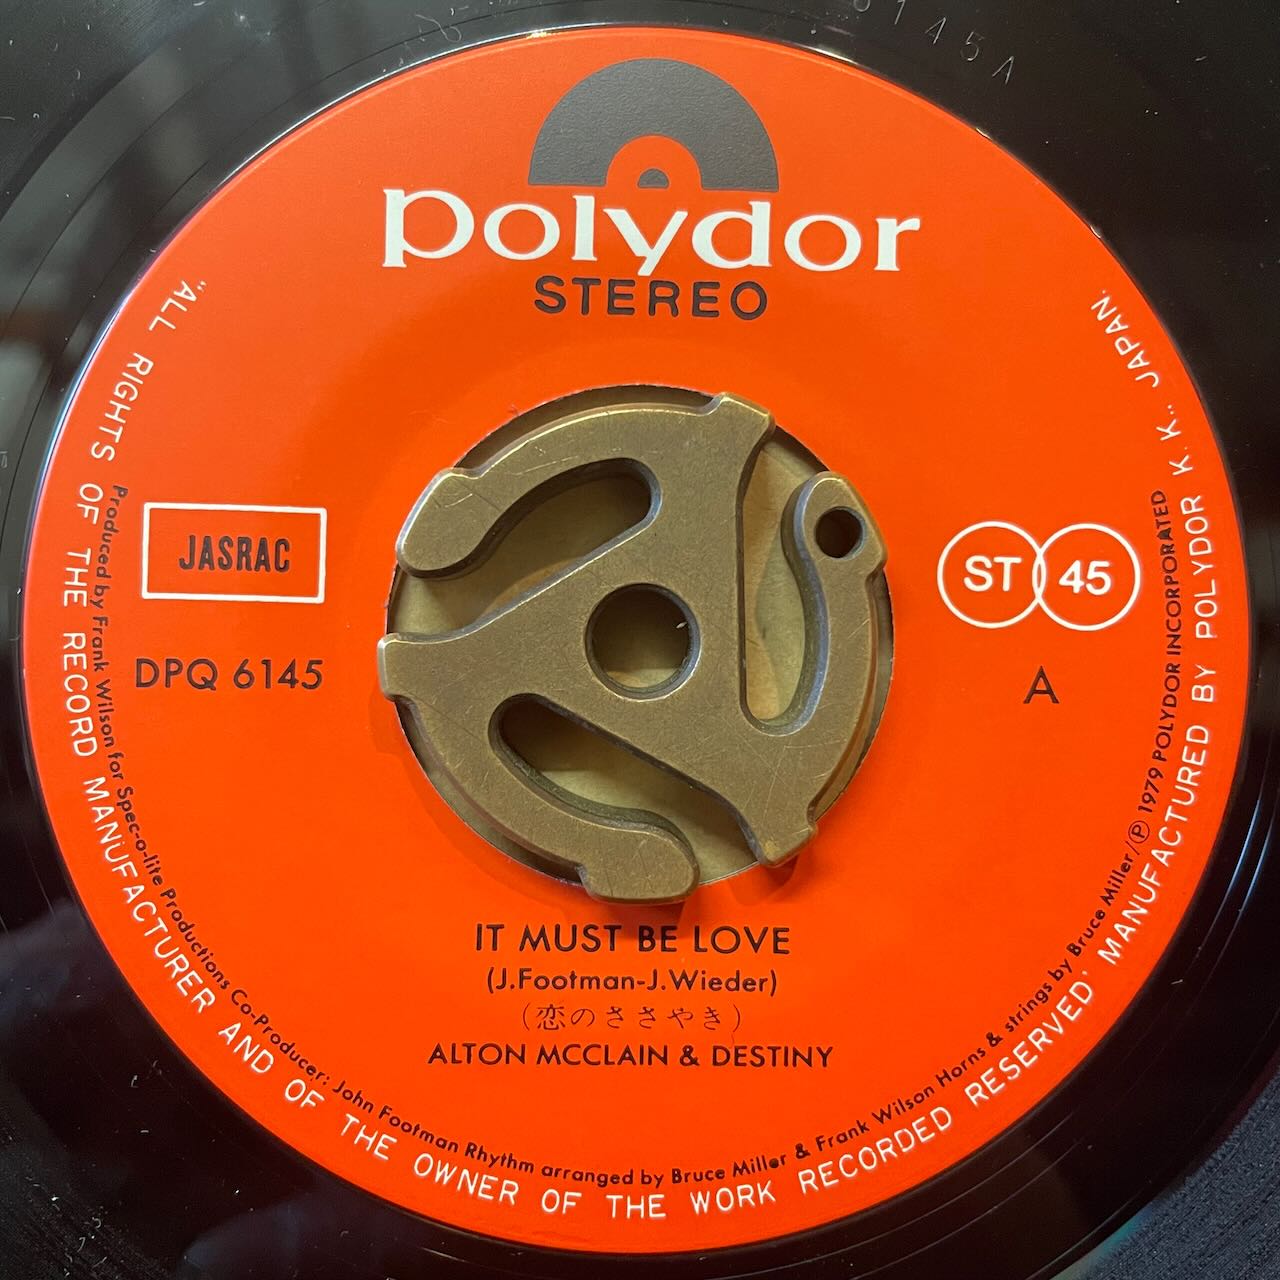 6145A
polydor
STEREO
JASRAC
ST 45
DPQ 6145
A
IT MUST BE LOVE
(J.Footman-J.Wieder)
(恋のささやき)
ALTON MCCLAIN & DESTINY
Produced by Frank Wilson for Spec-o-lite Productions Co-Producer: John Footman Rhythm arranged by Bruce Miller & Frank Wilson Horns & strings by Bruce Miller/Ⓟ 1979 POLYDOR INCORPORATED
"ALL RIGHTS OF THE RECORD MANUFACTURER AND OF THE OWNER OF THE WORK RECORDED RESERVED' MANUFACTURED BY POLYDOR K. K., JAPAN.